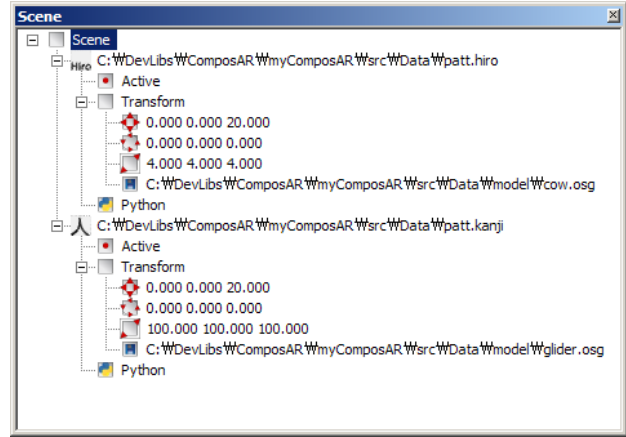 Scene
Scene
Hiro C:₩DevLibs₩ComposAR₩myComposAR₩src₩Data₩patt.hiro
Active
Transform
0.000 0.000 20.000
0.000 0.000 0.000
4.000 4.000 4.000
C:₩DevLibs₩ComposAR₩myComposAR₩src₩Data₩model₩cow.osg
Python
人 C:₩DevLibs₩ComposAR₩myComposAR₩src₩Data₩patt.kanji
Active
Transform
0.000 0.000 20.000
0.000 0.000 0.000
100.000 100.000 100.000
C:₩DevLibs₩ComposAR₩myComposAR₩src₩Data₩model₩glider.osg
Python